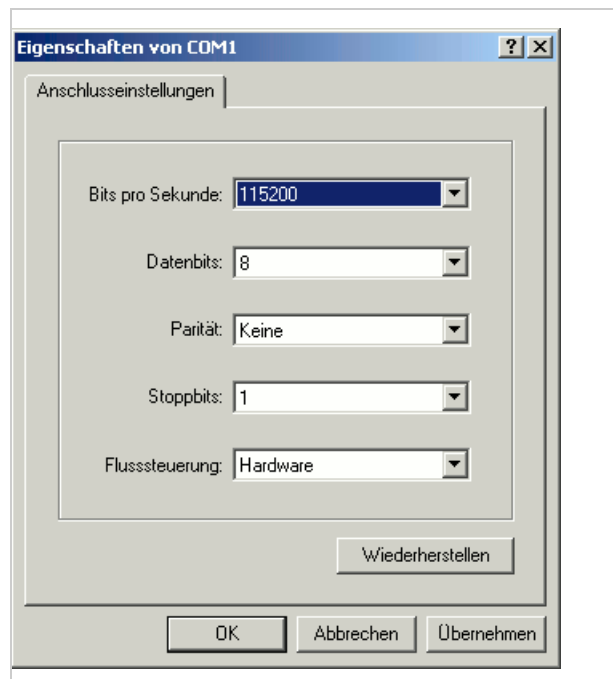 Eigenschaften von COM1
Anschlusseinstellungen
Bits pro Sekunde: 115200
Datenbits: 8
Parität: Keine
Stoppbits: 1
Flusssteuerung: Hardware
Wiederherstellen
OK Abbrechen Übernehmen